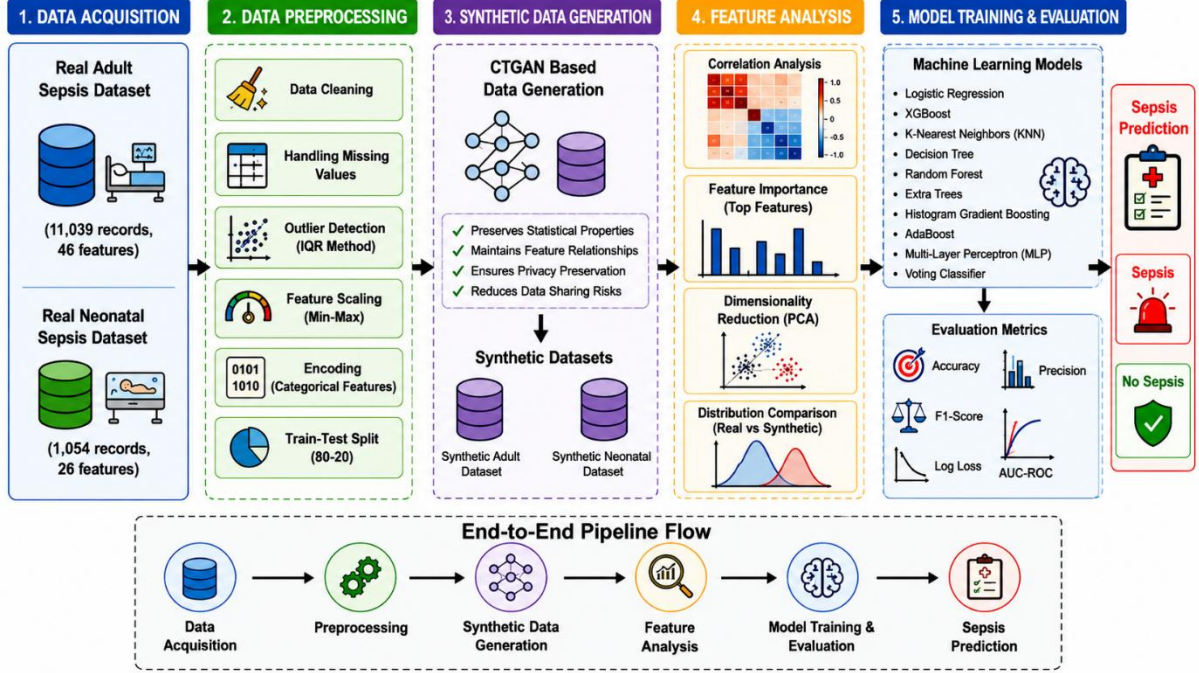 1. DATA ACQUISITION
Real Adult
Sepsis Dataset
(11,039 records,
46 features)
Real Neonatal
Sepsis Dataset
(1,054 records,
26 features)
2. DATA PREPROCESSING
Data Cleaning
Handling Missing
Values
Outlier Detection
(IQR Method)
Feature Scaling
(Min-Max)
0101
1010
Encoding
(Categorical Features)
Train-Test Split
(80-20)
3. SYNTHETIC DATA GENERATION
CTGAN Based
Data Generation
✓ Preserves Statistical Properties
✓ Maintains Feature Relationships
✓ Ensures Privacy Preservation
✓ Reduces Data Sharing Risks
Synthetic Datasets
Synthetic Adult
Dataset
Synthetic Neonatal
Dataset
4. FEATURE ANALYSIS
Correlation Analysis
1.0
0.5
0
-0.5
-1.0
Feature Importance
(Top Features)
Dimensionality
Reduction (PCA)
Distribution Comparison
(Real vs Synthetic)
5. MODEL TRAINING & EVALUATION
Machine Learning Models
• Logistic Regression
• XGBoost
• K-Nearest Neighbors (KNN)
• Decision Tree
• Random Forest
• Extra Trees
• Histogram Gradient Boosting
• AdaBoost
• Multi-Layer Perceptron (MLP)
• Voting Classifier
Evaluation Metrics
Accuracy
Precision
F1-Score
Log Loss
AUC-ROC
Sepsis
Prediction
Sepsis
No Sepsis
End-to-End Pipeline Flow
Data
Acquisition
Preprocessing
Synthetic Data
Generation
Feature
Analysis
Model Training &
Evaluation
Sepsis
Prediction